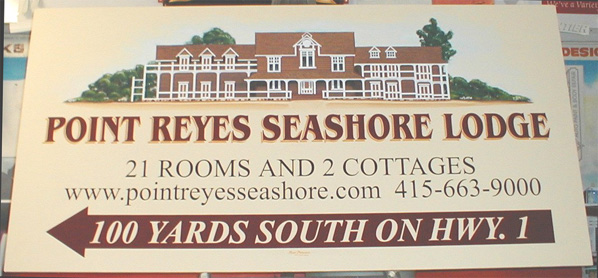 POINT REYES SEASHORE LODGE
21 ROOMS AND 2 COTTAGES
www.pointreyesseashore.com 415-663-9000
100 YARDS SOUTH ON HWY. 1